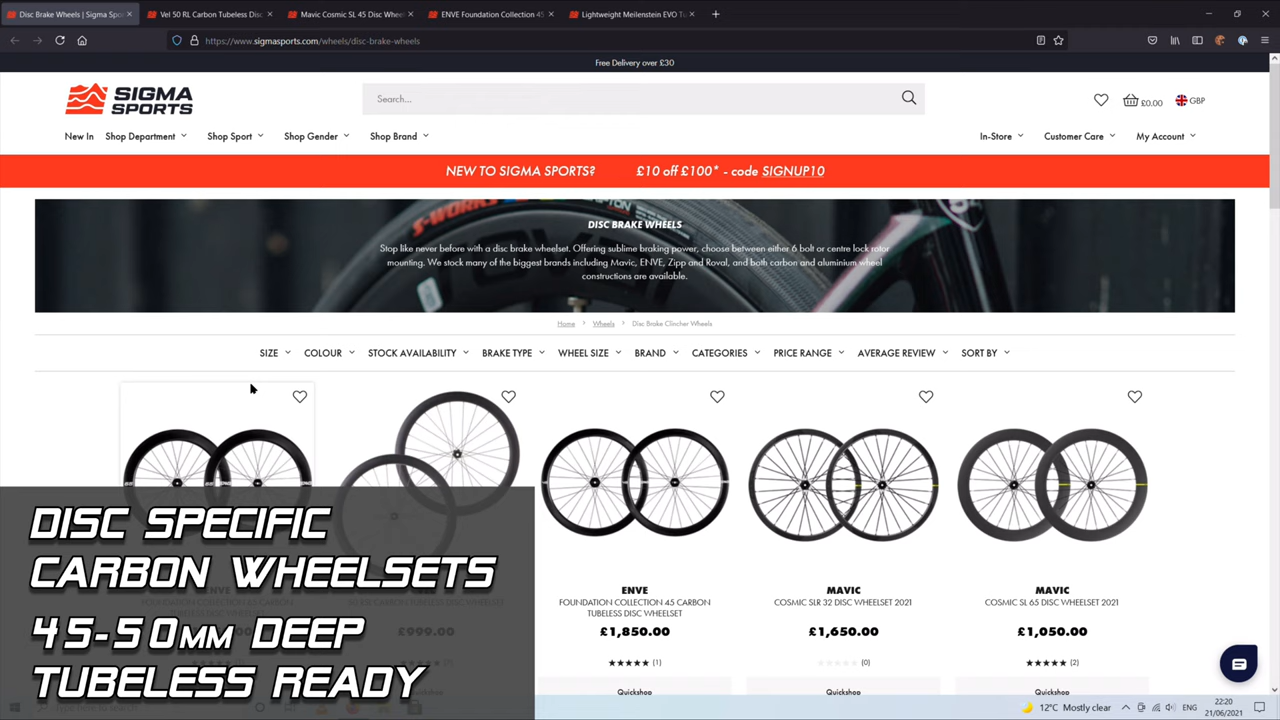 Disc Brake Wheels | Sigma Spo
Vel 50 RL Carbon Tubeless Disc
Mavic Cosmic SL 45 Disc Whee
ENVE Foundation Collection 45
Lightweight Meilenstein EVO Tu
https://www.sigmasports.com/wheels/disc-brake-wheels
Free Delivery over £30
SIGMA
SPORTS
Search...
£0.00
GBP
New In
Shop Department
Shop Sport
Shop Gender
Shop Brand
In-Store
Customer Care
My Account
NEW TO SIGMA SPORTS? £10 off £100* - code SIGNUP10
S-WORKS
DISC BRAKE WHEELS
Stop like never before with a disc brake wheelset. Offering sublime braking power, choose between either 6 bolt or centre lock rotor
mounting. We stock many of the biggest brands including Mavic, ENVE, Zipp and Roval, and both carbon and aluminium wheel
constructions are available.
Home > Wheels > Disc Brake Clincher Wheels
SIZE
COLOUR
STOCK AVAILABILITY
BRAKE TYPE
WHEEL SIZE
BRAND
CATEGORIES
PRICE RANGE
AVERAGE REVIEW
SORT BY
DISC SPECIFIC
CARBON WHEELSETS
45-50MM DEEP
TUBELESS READY
£999.00
ENVE
FOUNDATION COLLECTION 45 CARBON
TUBELESS DISC WHEELSET
£1,850.00
(1)
Quickshop
MAVIC
COSMIC SLR 32 DISC WHEELSET 2021
£1,650.00
(0)
Quickshop
MAVIC
COSMIC SL 65 DISC WHEELSET 2021
£1,050.00
(2)
Quickshop
Type here to search
12°C Mostly clear
ENG
22:20
21/06/2021